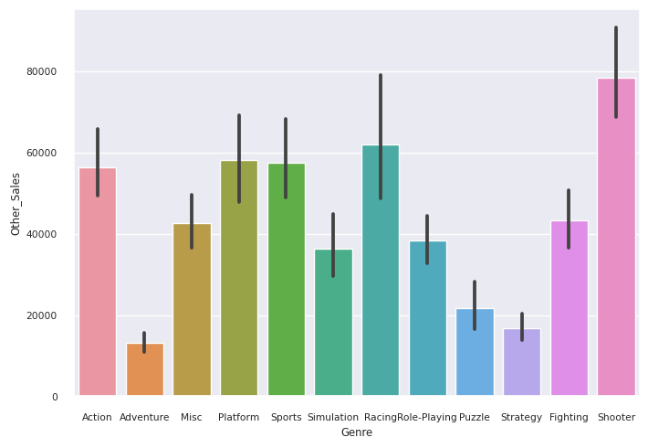 80000
60000
40000
20000
0
Other_Sales
Action Adventure Misc Platform Sports Simulation Racing Role-Playing Puzzle Strategy Fighting Shooter
Genre